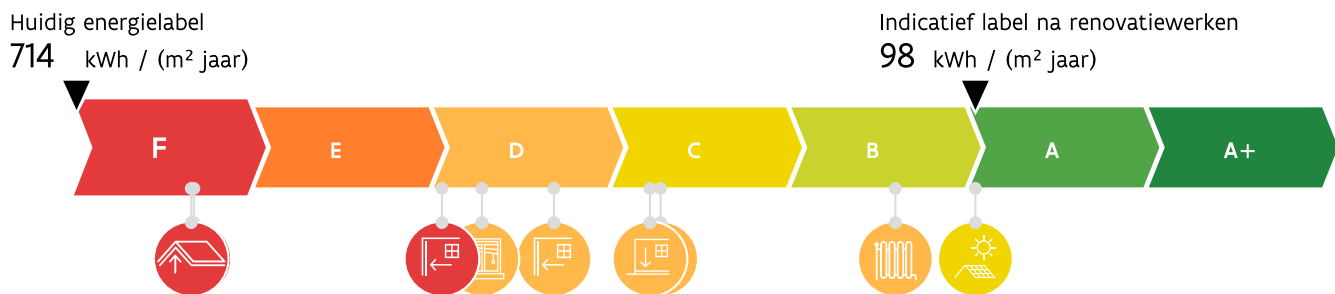 Huidig energielabel
714 kWh / (m² jaar)
Indicatief label na renovatiewerken
98 kWh / (m² jaar)
F E D C B A A+